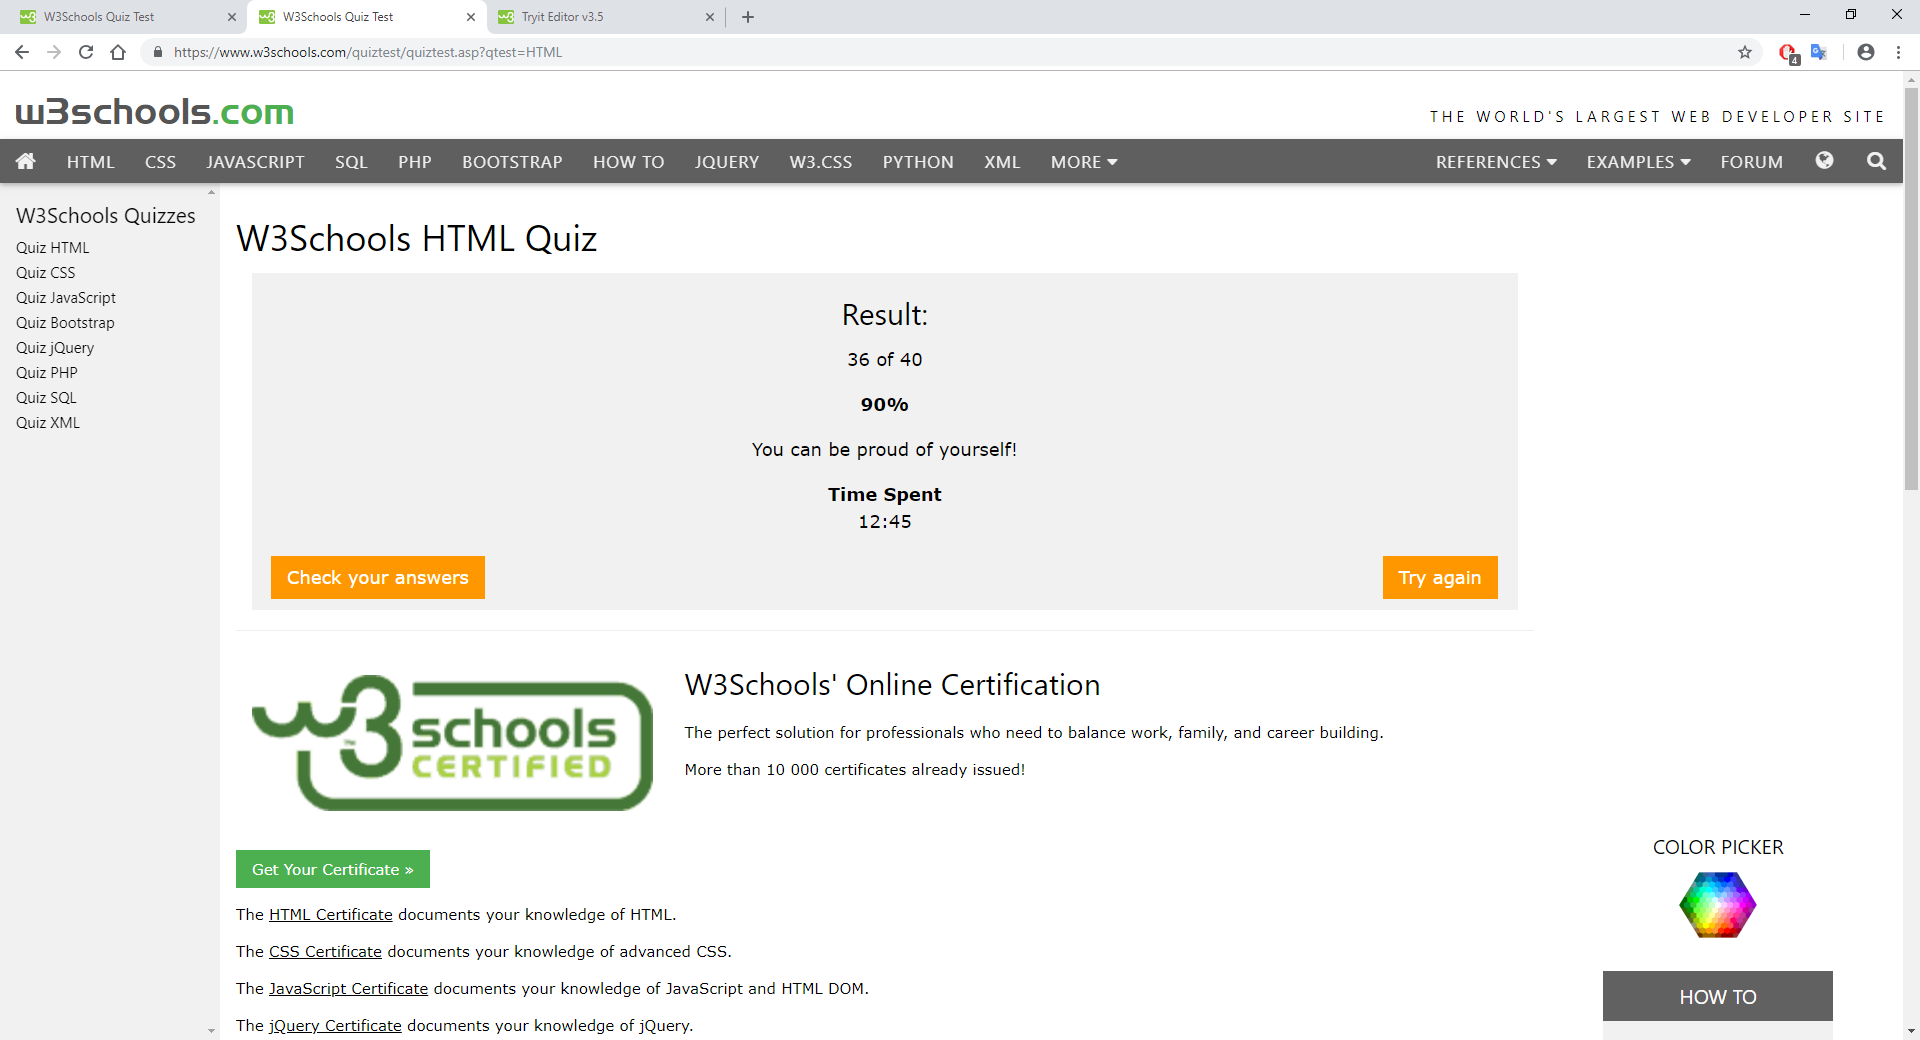 W3Schools Quiz Test
W3Schools Quiz Test
Tryit Editor v3.5
https://www.w3schools.com/quiztest/quiztest.asp?qtest=HTML
4
w3schools.com
THE WORLD'S LARGEST WEB DEVELOPER SITE
HTML CSS JAVASCRIPT SQL PHP BOOTSTRAP HOW TO JQUERY W3.CSS PYTHON XML MORE REFERENCES EXAMPLES FORUM
W3Schools Quizzes
Quiz HTML
Quiz CSS
Quiz JavaScript
Quiz Bootstrap
Quiz jQuery
Quiz PHP
Quiz SQL
Quiz XML
W3Schools HTML Quiz
Result:
36 of 40
90%
You can be proud of yourself!
Time Spent
12:45
Check your answers
Try again
w3schools
CERTIFIED
W3Schools' Online Certification
The perfect solution for professionals who need to balance work, family, and career building.
More than 10 000 certificates already issued!
Get Your Certificate »
The HTML Certificate documents your knowledge of HTML.
The CSS Certificate documents your knowledge of advanced CSS.
The JavaScript Certificate documents your knowledge of JavaScript and HTML DOM.
The jQuery Certificate documents your knowledge of jQuery.
COLOR PICKER
HOW TO